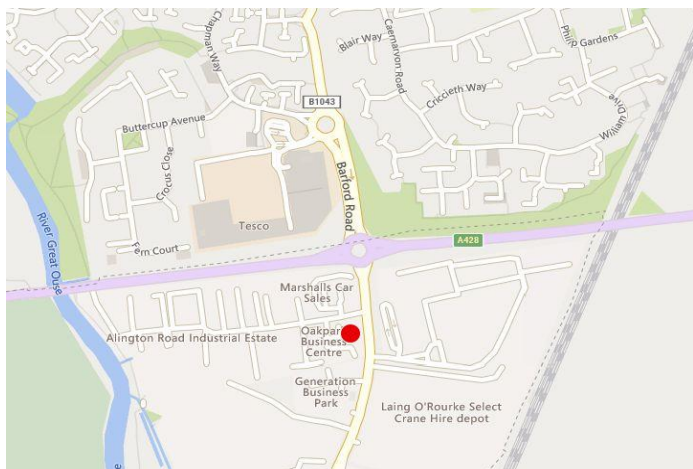 Chapman Way
Blair Way
Caernarvon Road
Philip Gardens
Criccieth Way
B1043
William Drive
Buttercup Avenue
Crocus Close
Barford Road
Tesco
River Great Ouse
Fern Court
A428
Marshalls Car
Sales
Alington Road Industrial Estate
Business
Centre
Generation
Business
Park
Laing O'Rourke Select
Crane Hire depot